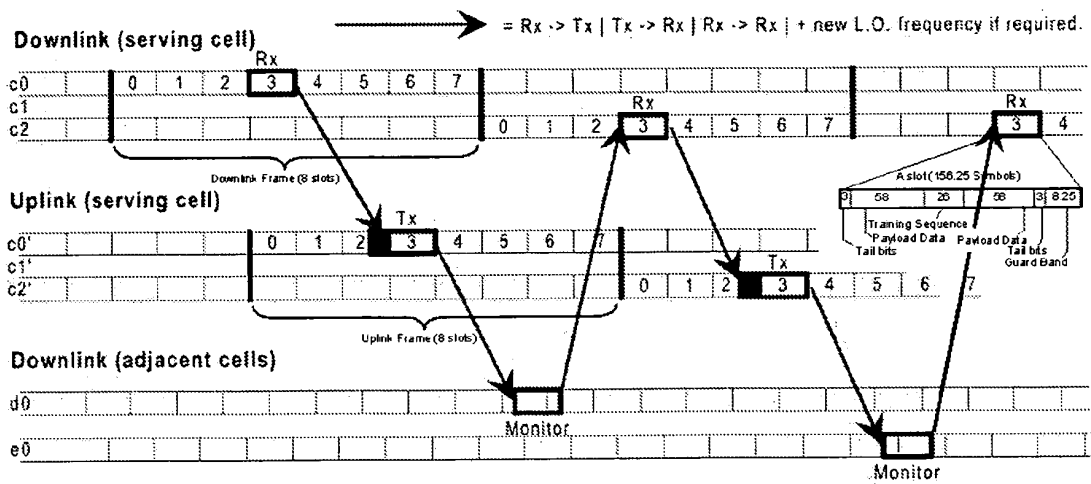 = Rx -> Tx | Tx -> Rx | Rx -> Rx | + new L.O. frequency if required.
Downlink (serving cell)
Rx
c0 0 1 2 3 4 5 6 7
c1
Rx
Rx
c2 0 1 2 3 4 5 6 7 3 4
Downlink Frame (8 slots)
A slot (156.25 Symbols)
3 58 26 58 3 8.25
Training Sequence
Payload Data
Payload Data
Tail bits
Tail bits
Guard Band
Uplink (serving cell)
Tx
c0' 0 1 2 3 4 5 6 7
c1'
Tx
c2' 0 1 2 3 4 5 6 7
Uplink Frame (8 slots)
Downlink (adjacent cells)
d0
Monitor
e0
Monitor